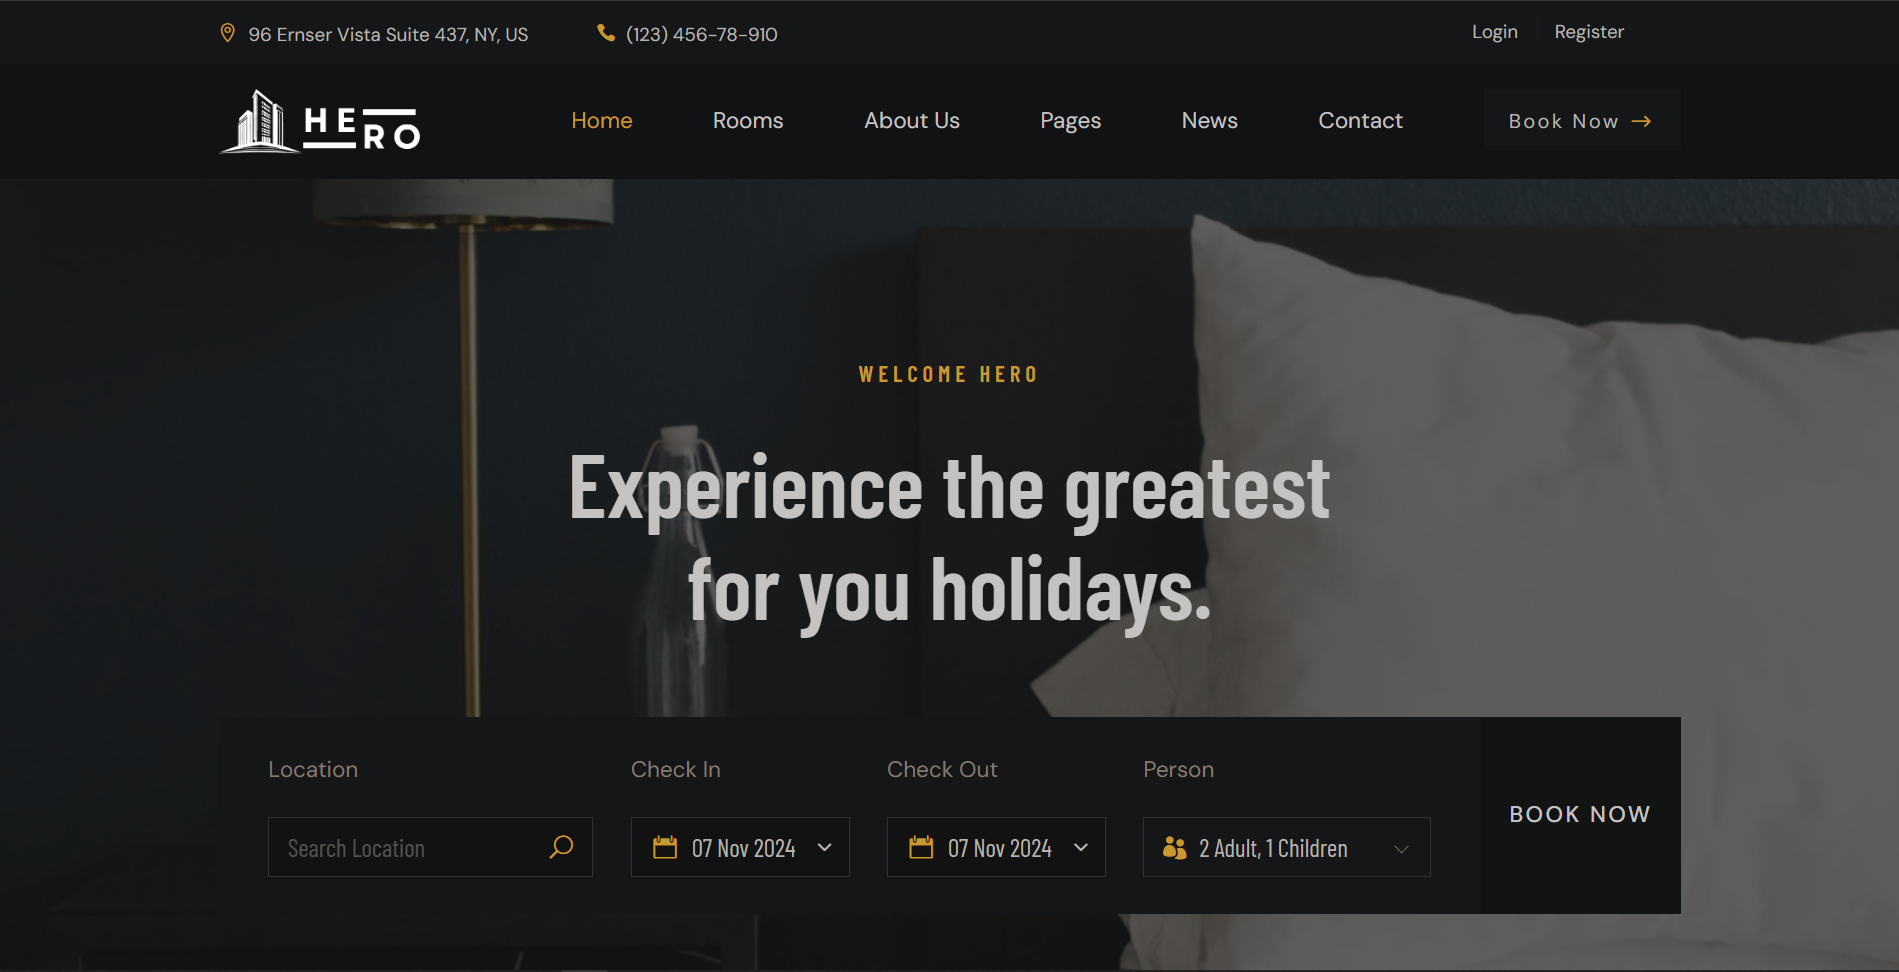 96 Ernser Vista Suite 437, NY, US
(123) 456-78-910
Login
Register
HERO
Home
Rooms
About Us
Pages
News
Contact
Book Now
WELCOME HERO
Experience the greatest
for you holidays.
Location
Check In
Check Out
Person
Search Location
07 Nov 2024
07 Nov 2024
2 Adult, 1 Children
BOOK NOW